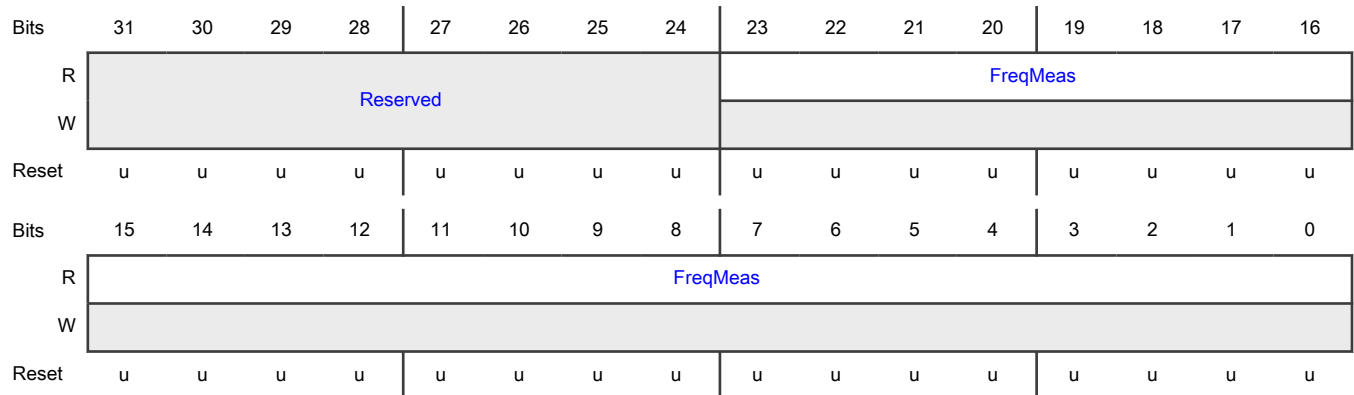 Bits 31 30 29 28 27 26 25 24 23 22 21 20 19 18 17 16
R FreqMeas
Reserved
W
Reset u u u u u u u u u u u u u u u u
Bits 15 14 13 12 11 10 9 8 7 6 5 4 3 2 1 0
R FreqMeas
W
Reset u u u u u u u u u u u u u u u u